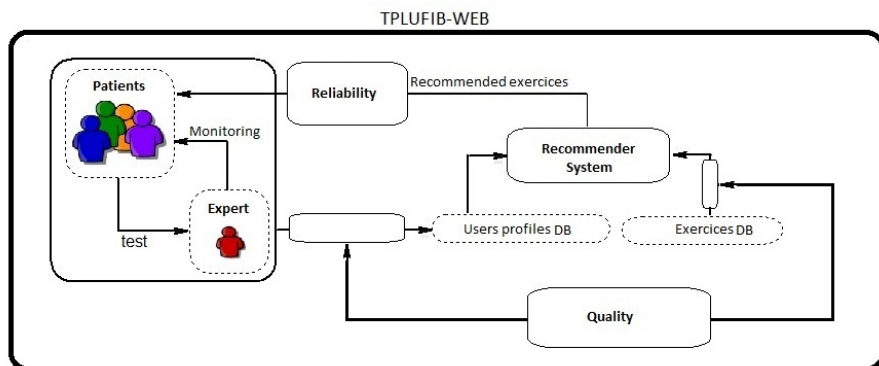 TPLUFIB-WEB
Patients
Reliability
Recommended exercices
Monitoring
Recommender
System
Expert
test
Users profiles DB
Exercices DB
Quality